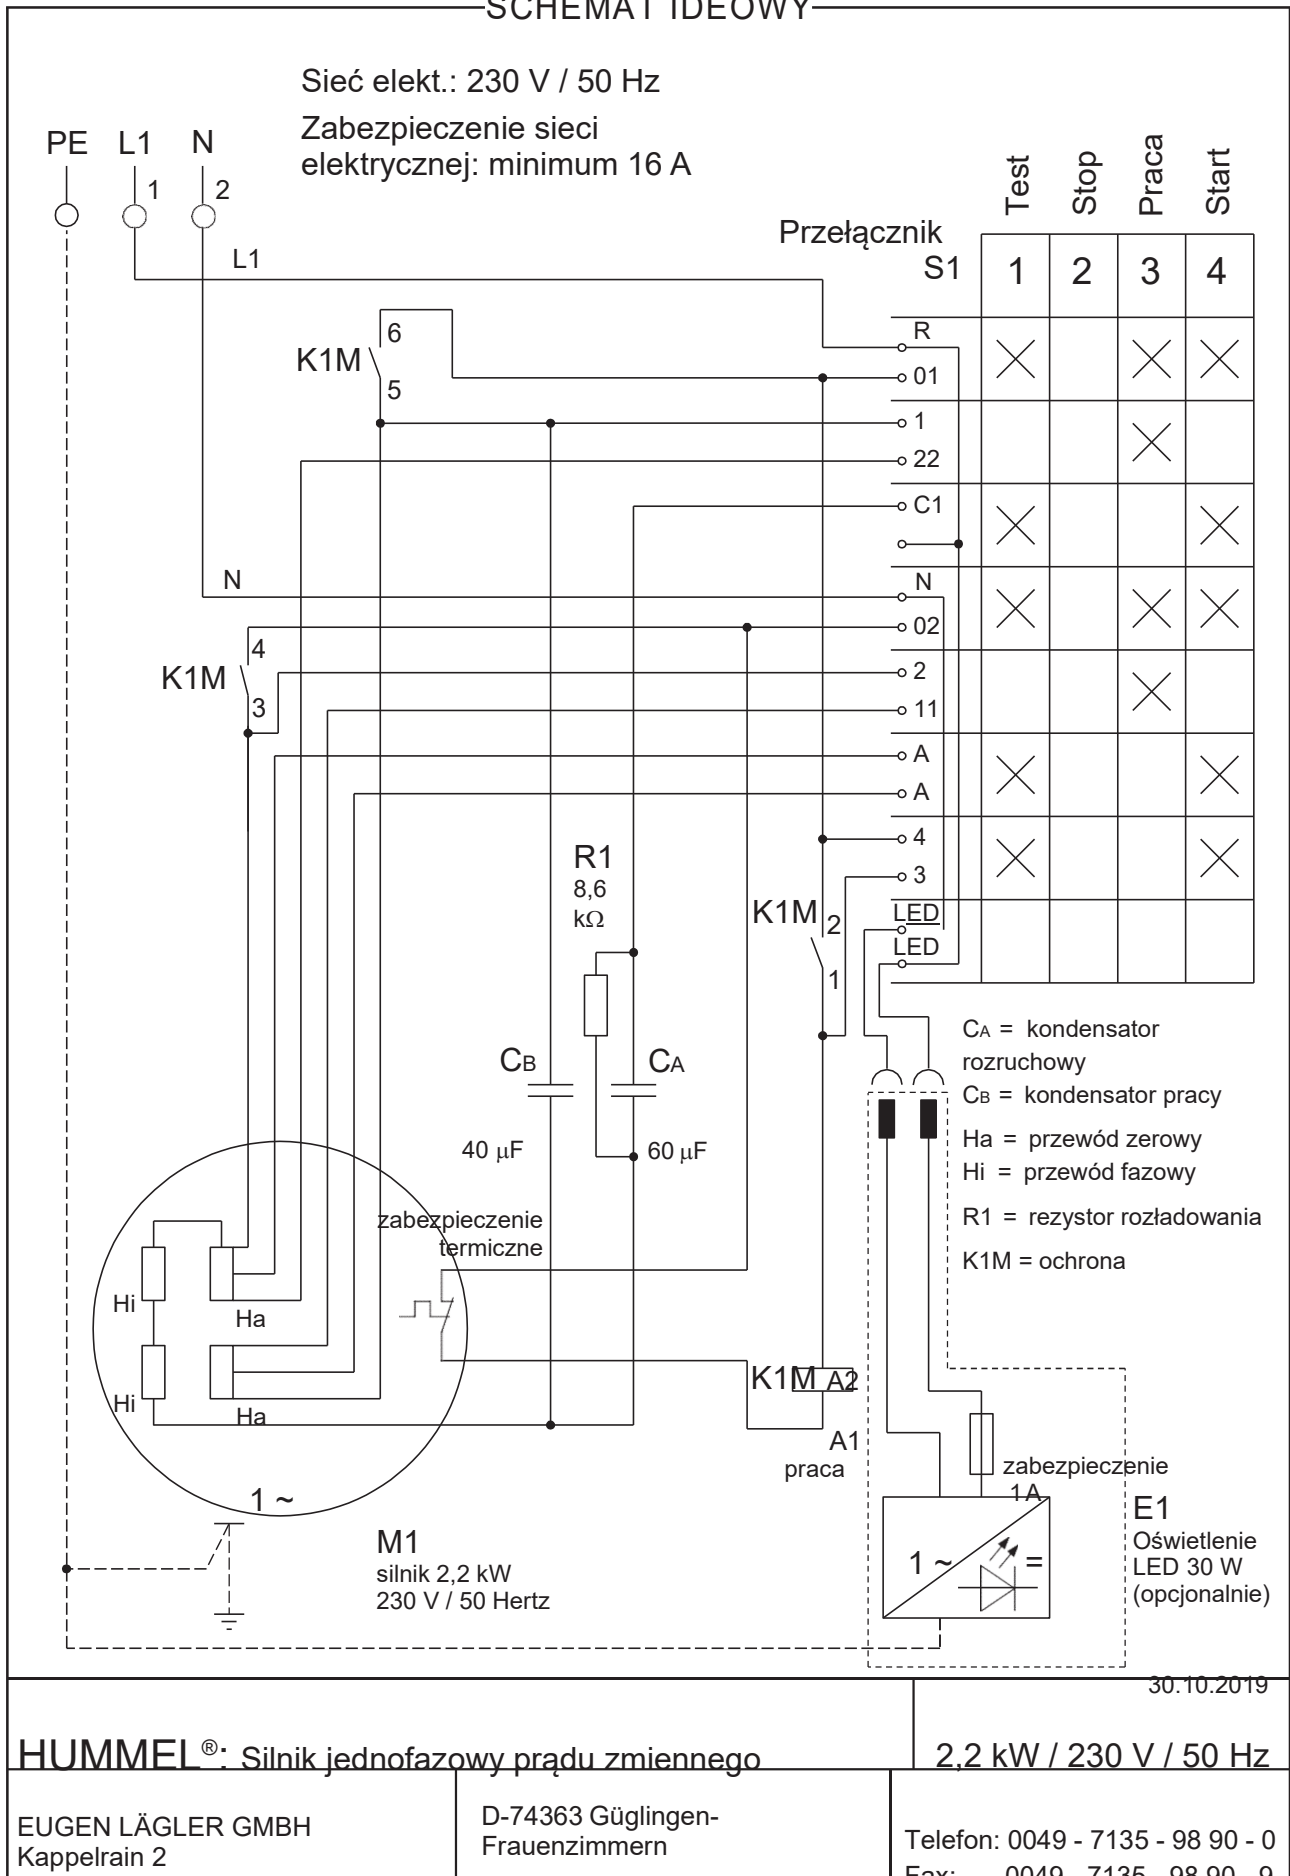 SCHEMAT IDEOWY
Sieć elekt.: 230 V / 50 Hz
Zabezpieczenie sieci
elektrycznej: minimum 16 A
PE L1 N
1 2
Test Stop Praca Start
Przełącznik
S1 1 2 3 4
L1
R
01
K1M 6
5
1
22
C1
N
N
02
K1M 4
3
2
11
A
A
4
3
R1
8,6
kΩ
K1M 2
1
LED
LED
CB
CA
40 μF
60 μF
CA = kondensator
rozruchowy
CB = kondensator pracy
Ha = przewód zerowy
Hi = przewód fazowy
R1 = rezystor rozładowania
K1M = ochrona
zabezpieczenie
termiczne
Hi
Ha
Hi
Ha
K1M A2
A1
praca
1 ~
zabezpieczenie
1A
M1
silnik 2,2 kW
230 V / 50 Hertz
1 ~ =
E1
Oświetlenie
LED 30 W
(opcjonalnie)
30.10.2019
HUMMEL®: Silnik jednofazowy prądu zmiennego
2,2 kW / 230 V / 50 Hz
EUGEN LÄGLER GMBH
Kappelrain 2
D-74363 Güglingen-
Frauenzimmern
Telefon: 0049 - 7135 - 98 90 - 0
Fax: 0049 - 7135 - 98 90 - 9